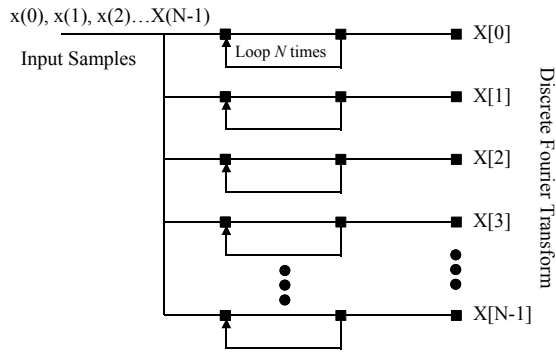 x(0), x(1), x(2)…X(N-1)
Input Samples
Loop N times
X[0]
X[1]
X[2]
X[3]
X[N-1]
Discrete Fourier Transform